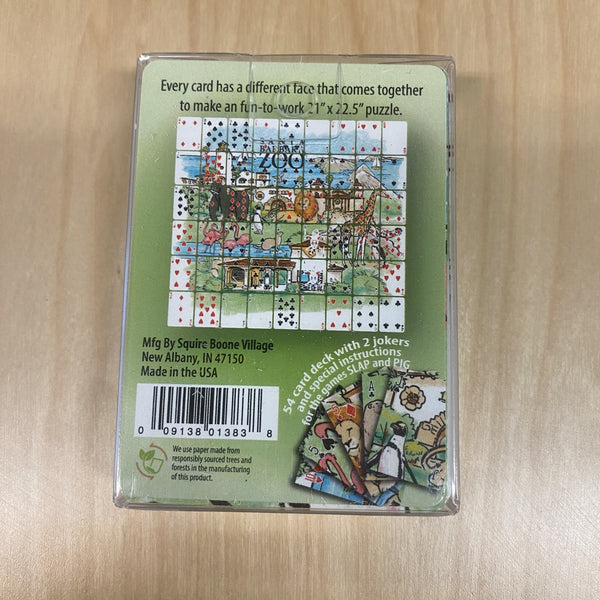 Every card has a different face that comes together
to make an fun-to-work 21" x 22.5" puzzle.
ZOO
Mfg By Squire Boone Village
New Albany, IN 47150
Made in the USA
54 card deck with 2 jokers
and special instructions
for the games SLAP and PIG
0 09138 01383 8
We use paper made from
responsibly sourced trees and
forests in the manufacturing
of this product.
A
5